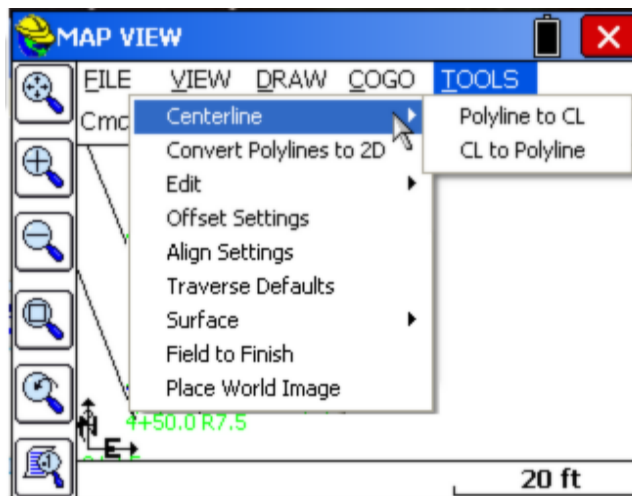 MAP VIEW
FILE VIEW DRAW COGO TOOLS
Cmd
Centerline
Polyline to CL
Convert Polylines to 2D
CL to Polyline
Edit
Offset Settings
Align Settings
Traverse Defaults
Surface
Field to Finish
Place World Image
4+50.0 R7.5
N
E
20 ft